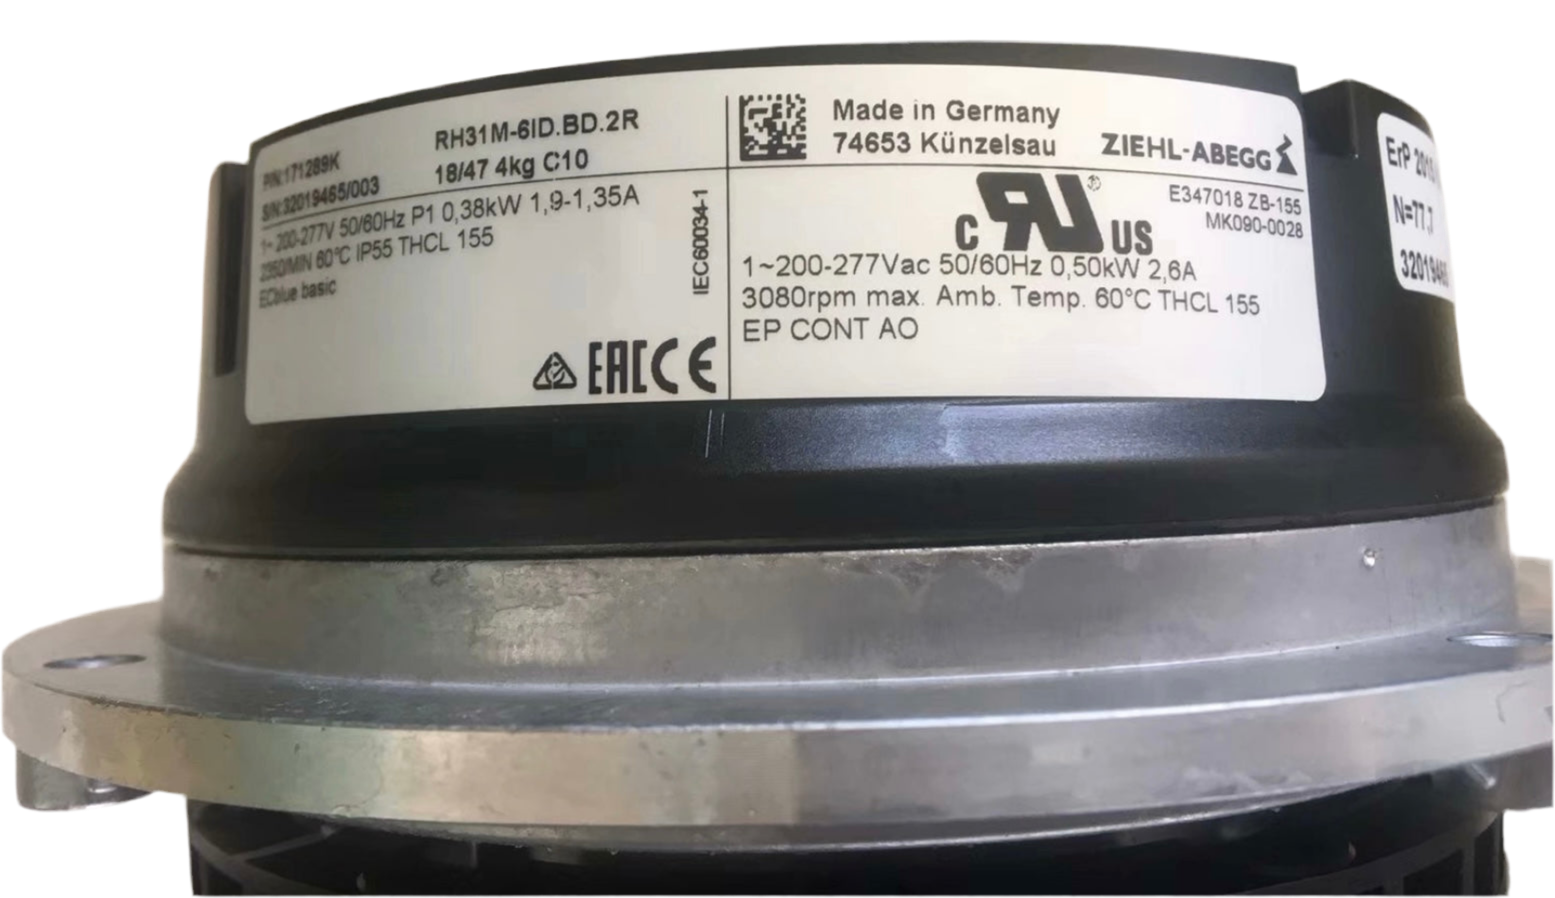 P/N:171289K
RH31M-6ID.BD.2R
S/N:32019465/003
18/47 4kg C10
1~ 200-277V 50/60Hz P1 0,38kW 1,9-1,35A
2350/MIN 60°C IP55 THCL 155
ECblue basic
IEC60034-1
EAC CE
Made in Germany
74653 Künzelsau
ZIEHL-ABEGG
E347018 ZB-155
MK090-0028
c RU ® US
1~200-277Vac 50/60Hz 0,50kW 2,6A
3080rpm max. Amb. Temp. 60°C THCL 155
EP CONT AO
ErP
N=77,7